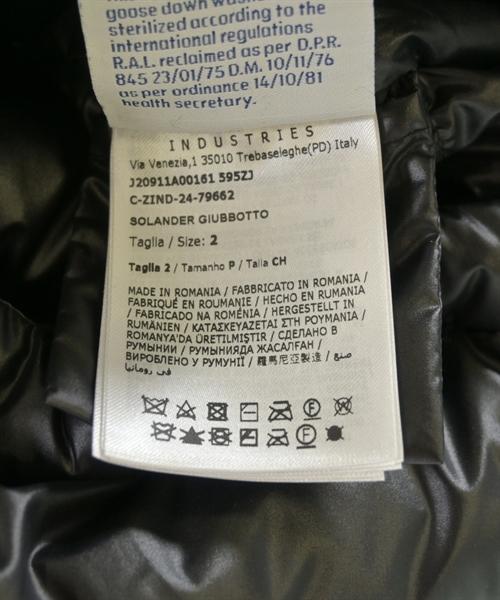 goose down washed
sterilized according to the
international regulations
R.A.L. reclaimed as per D.P.R.
845 23/01/75 D.M. 10/11/76
as per ordinance 14/10/81
health secretary.
INDUSTRIES
Via Venezia,1 35010 Trebaseleghe(PD) Italy
J20911A00161 595ZJ
C-ZIND-24-79662
SOLANDER GIUBBOTTO
Taglia / Size: 2
Taglia 2 / Tamanho P / Talla CH
MADE IN ROMANIA / FABBRICATO IN ROMANIA /
FABRIQUÉ EN ROUMANIE / HECHO EN RUMANIA
/ FABRICADO NA ROMÉNIA / HERGESTELLT IN
RUMÄNIEN / ΚΑΤΑΣΚΕΥΑΖΕΤΑΙ ΣΤΗ ΡΟΥΜΑΝΙΑ /
ROMANYA'DA ÜRETİLMİŞTİR / СДЕЛАНО В
РУМЫНИИ / РУМЫНИЯДА ЖАСАЛҒАН /
ВИРОБЛЕНО У РУМУНІЇ / 羅馬尼亞製造 / صنع
في رومانيا